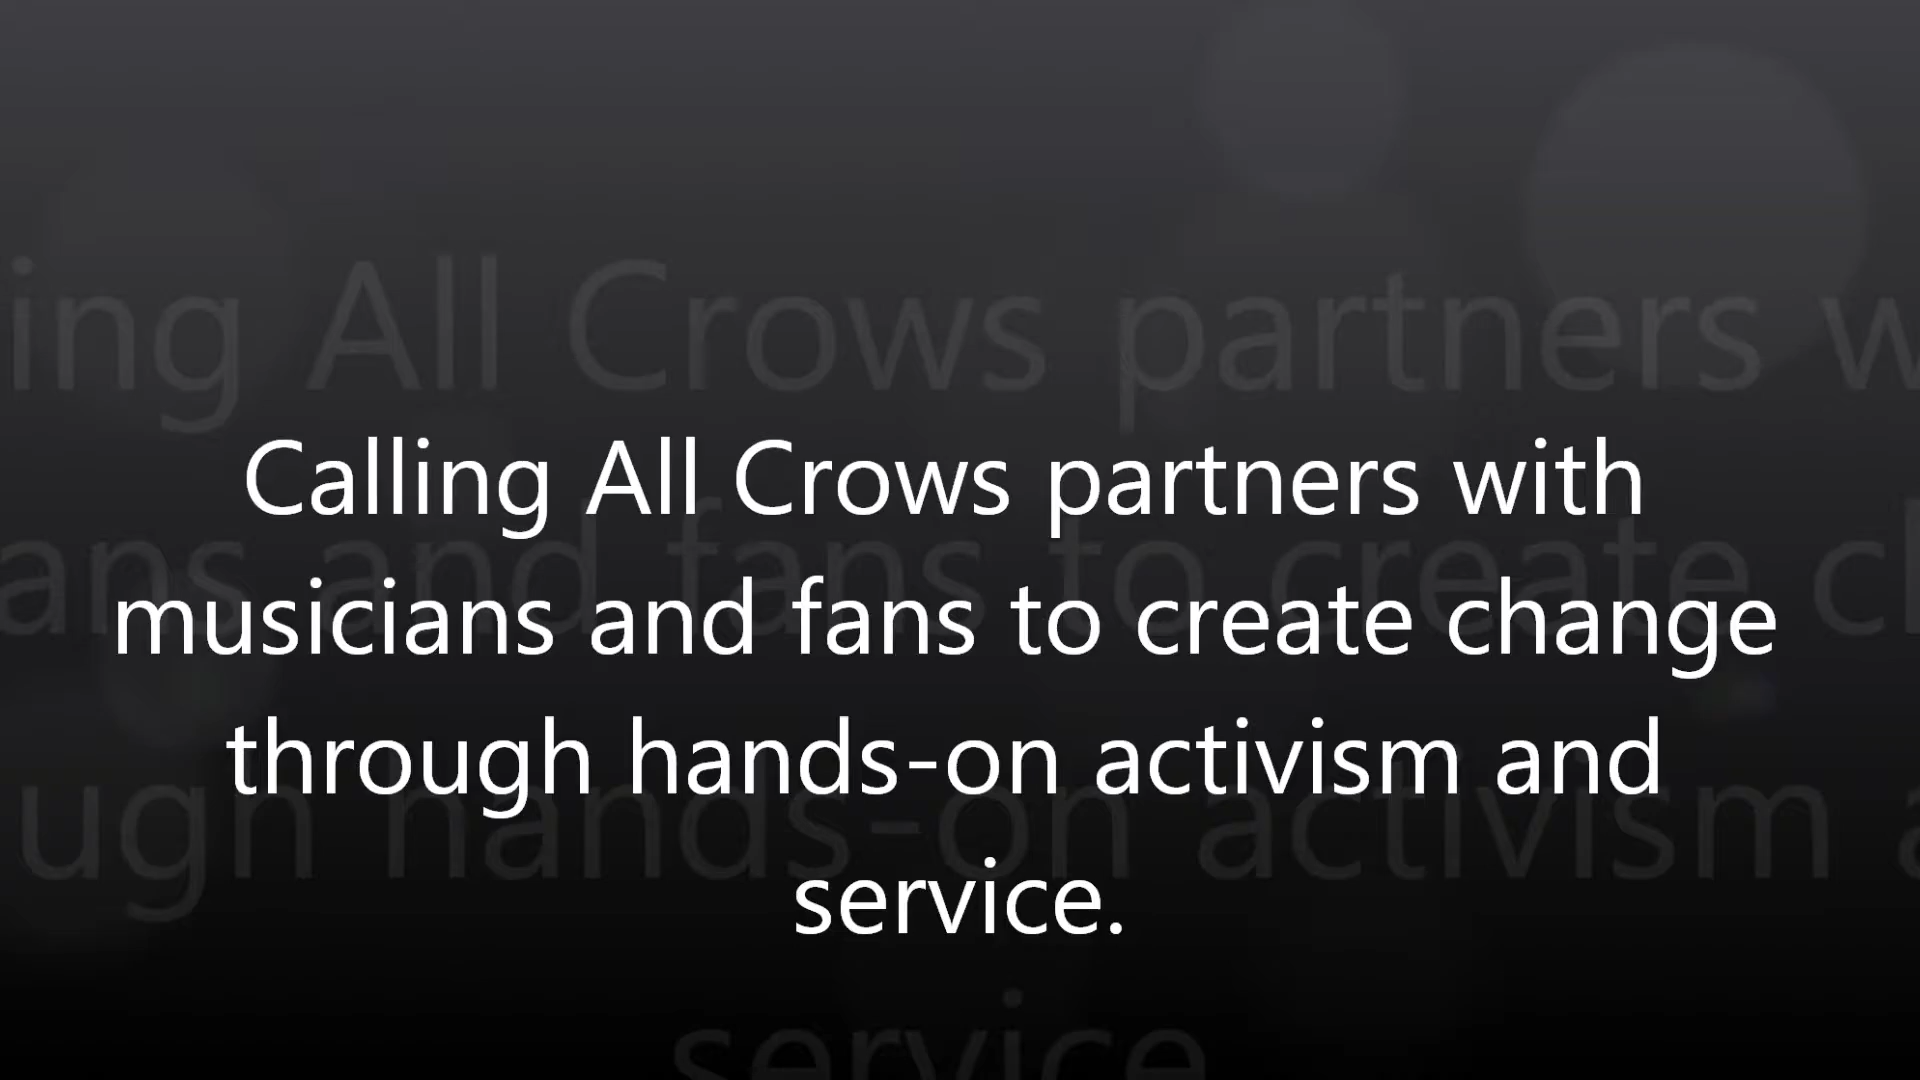 Calling All Crows partners with
musicians and fans to create change
through hands-on activism and
service.